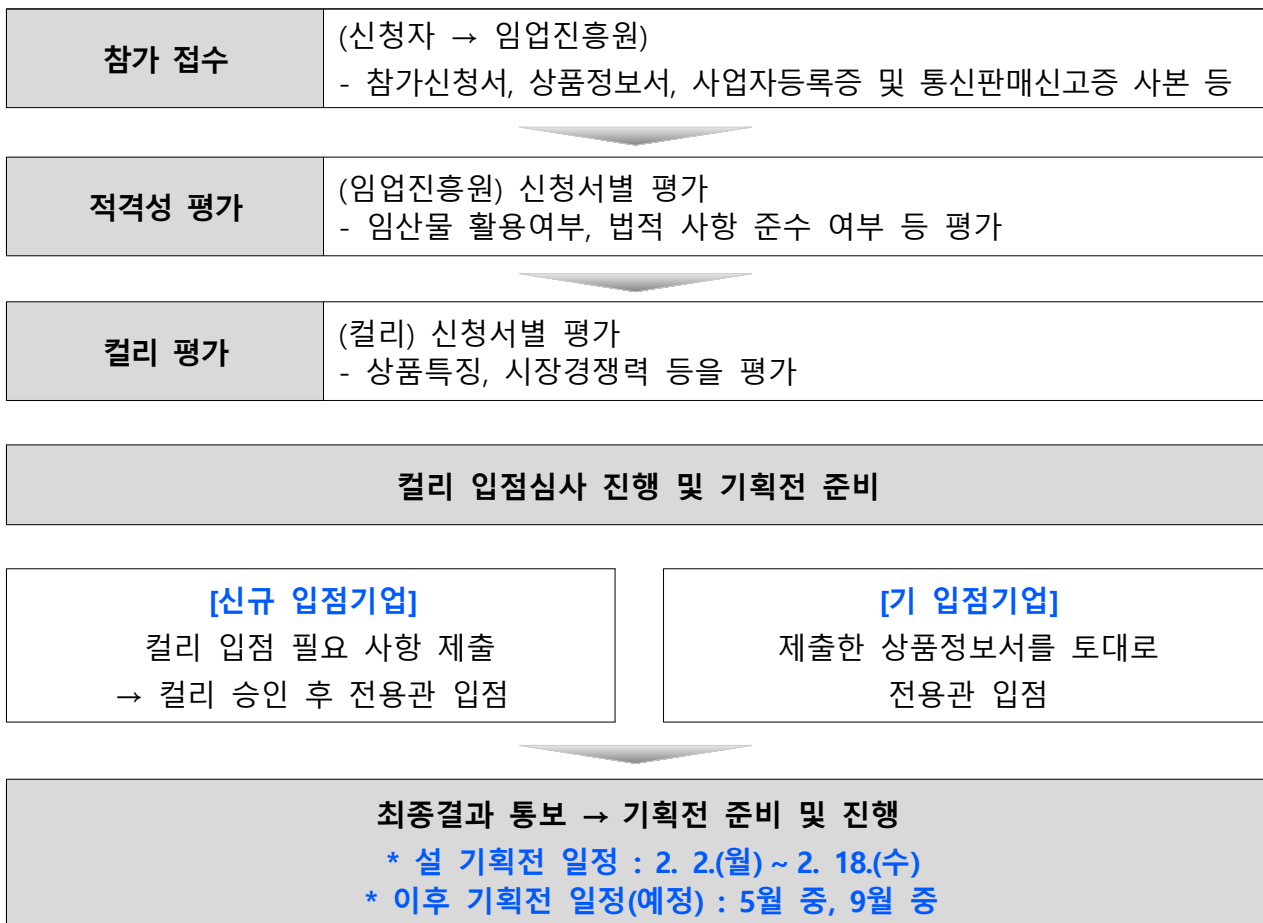 참가 접수
(신청자 → 임업진흥원)
- 참가신청서, 상품정보서, 사업자등록증 및 통신판매신고증 사본 등
적격성 평가
(임업진흥원) 신청서별 평가
- 임산물 활용여부, 법적 사항 준수 여부 등 평가
컬리 평가
(컬리) 신청서별 평가
- 상품특징, 시장경쟁력 등을 평가
컬리 입점심사 진행 및 기획전 준비
[신규 입점기업]
컬리 입점 필요 사항 제출
→ 컬리 승인 후 전용관 입점
[기 입점기업]
제출한 상품정보서를 토대로
전용관 입점
최종결과 통보 → 기획전 준비 및 진행
* 설 기획전 일정 : 2. 2.(월) ~ 2. 18.(수)
* 이후 기획전 일정(예정) : 5월 중, 9월 중